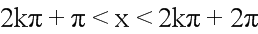 2kπ + π < x < 2kπ + 2π